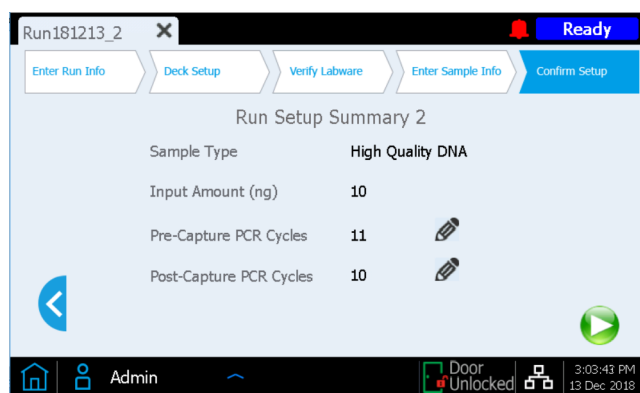 Run181213_2
Ready
Enter Run Info
Deck Setup
Verify Labware
Enter Sample Info
Confirm Setup
Run Setup Summary 2
Sample Type High Quality DNA
Input Amount (ng) 10
Pre-Capture PCR Cycles 11
Post-Capture PCR Cycles 10
Admin
Door
Unlocked
3:03:43 PM
13 Dec 2018